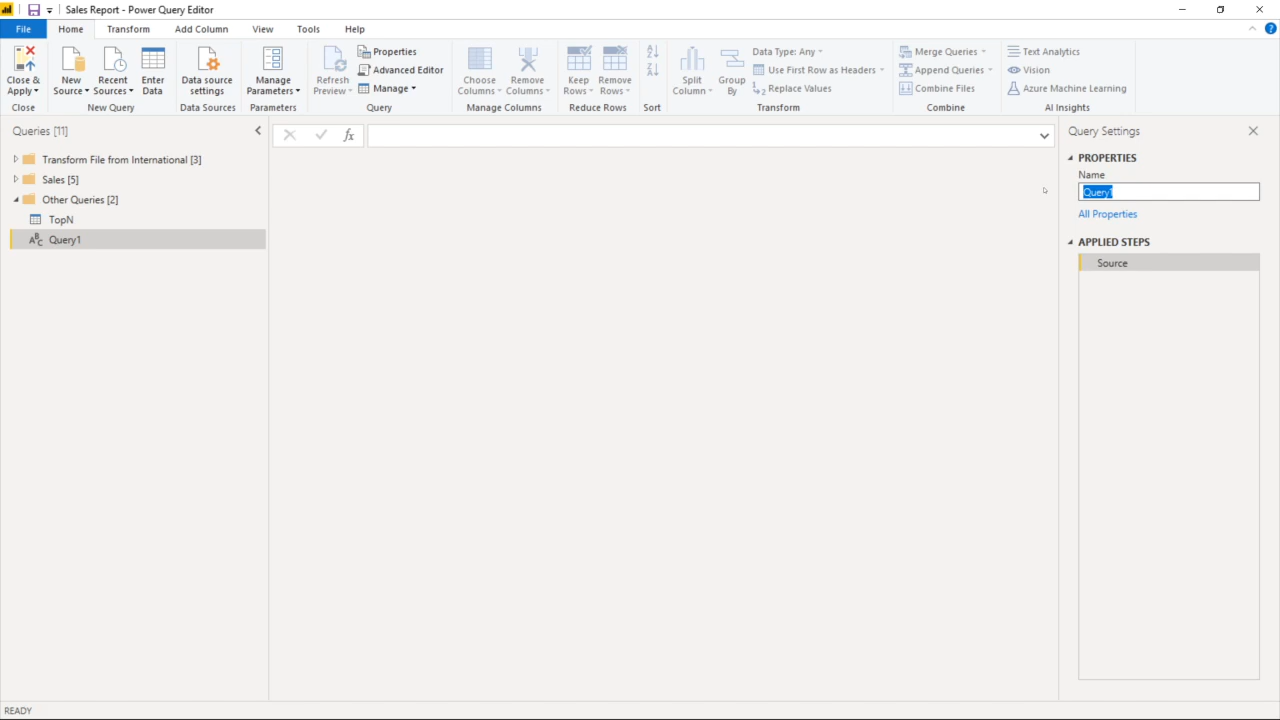 Sales Report - Power Query Editor
File Home Transform Add Column View Tools Help
Close & Apply
New Source
Recent Sources
Enter Data
Data source settings
Manage Parameters
Refresh Preview
Properties
Advanced Editor
Manage
Choose Columns
Remove Columns
Keep Rows
Remove Rows
Split Column
Group By
Data Type: Any
Use First Row as Headers
Replace Values
Merge Queries
Append Queries
Combine Files
Text Analytics
Vision
Azure Machine Learning
Close New Query Data Sources Parameters Query Manage Columns Reduce Rows Sort Transform Combine AI Insights
Queries [11]
Transform File from International [3]
Sales [5]
Other Queries [2]
TopN
Query1
fx
Query Settings
PROPERTIES
Name
Query1
All Properties
APPLIED STEPS
Source
READY